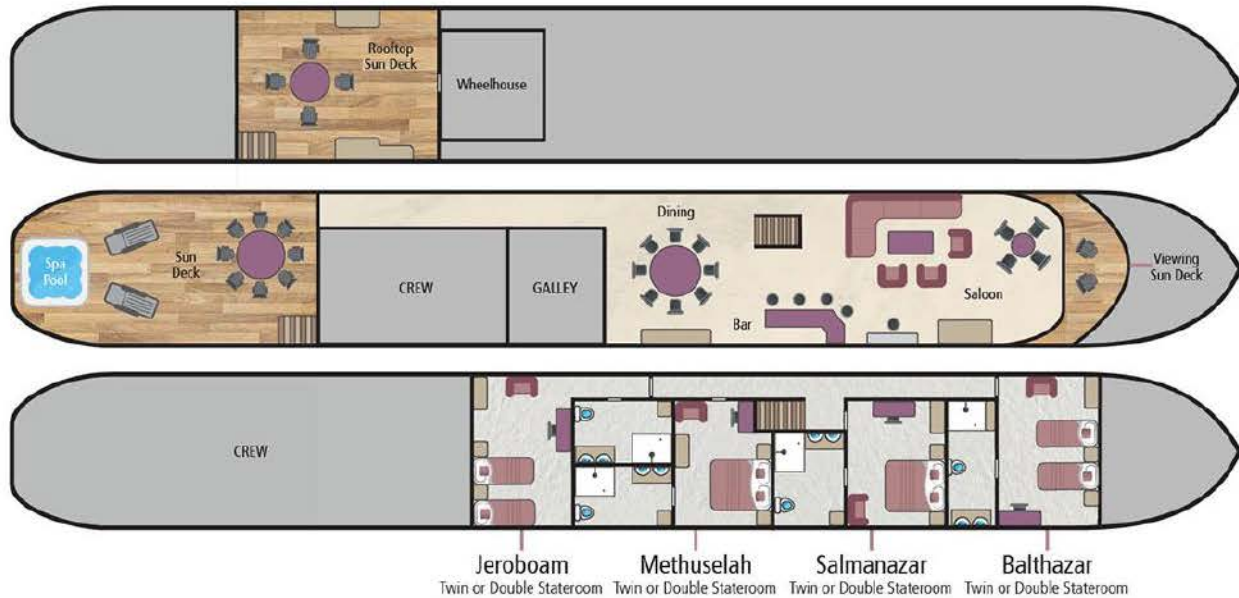 Rooftop
Sun Deck
Wheelhouse
Spa
Pool
Sun
Deck
CREW
GALLEY
Dining
Bar
Saloon
Viewing
Sun Deck
CREW
Jeroboam
Twin or Double Stateroom
Methuselah
Twin or Double Stateroom
Salmanazar
Twin or Double Stateroom
Balthazar
Twin or Double Stateroom